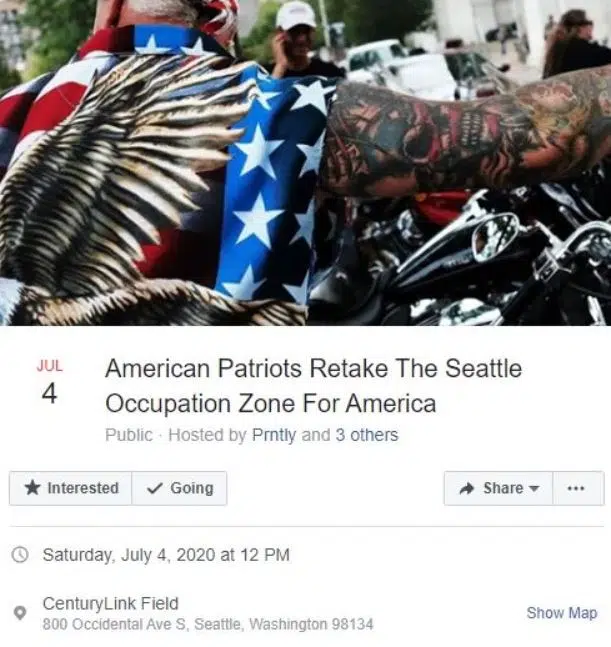 JUL
4
American Patriots Retake The Seattle
Occupation Zone For America
Public · Hosted by Prntly and 3 others
Interested
Going
Share
Saturday, July 4, 2020 at 12 PM
CenturyLink Field
800 Occidental Ave S, Seattle, Washington 98134
Show Map